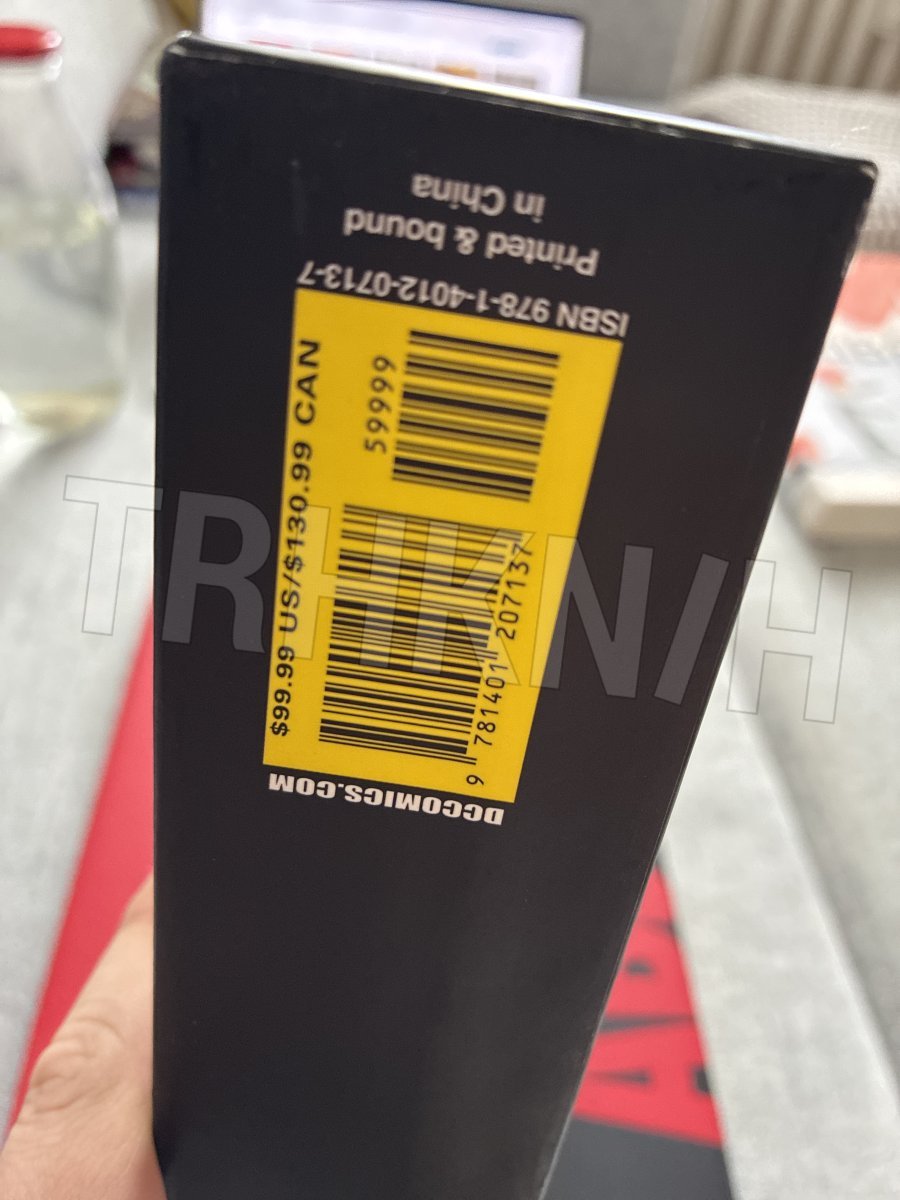 DCCOMICS.COM
$99.99 US/$130.99 CAN
9 781401 207137
59999
ISBN 978-1-4012-0713-7
Printed & bound
in China
TRHKN/H